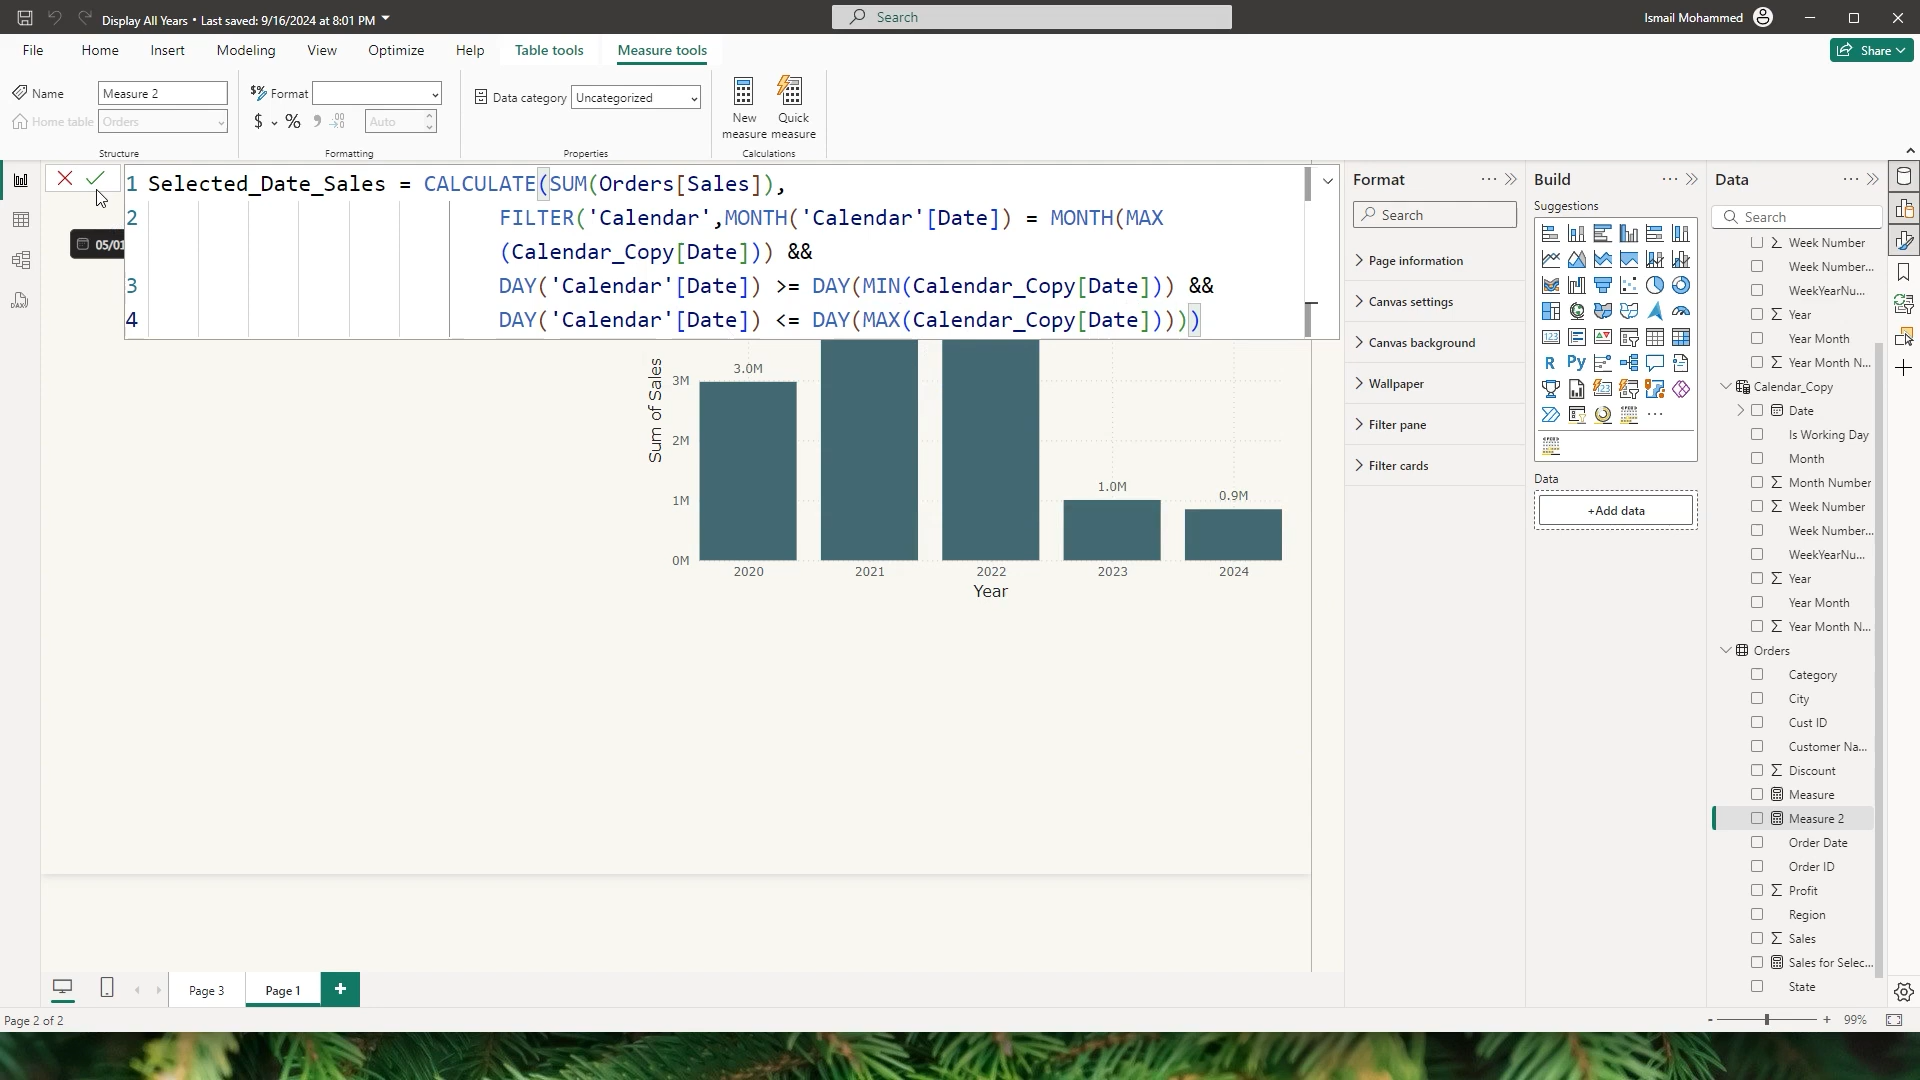 Display All Years • Last saved: 9/16/2024 at 8:01 PM
Search
Ismail Mohammed
File
Home
Insert
Modeling
View
Optimize
Help
Table tools
Measure tools
Share
Name
Measure 2
Home table
Orders
Structure
Format
$
%
Auto
Formatting
Data category
Uncategorized
Properties
New measure
Quick measure
Calculations
05/01
1 Selected_Date_Sales = CALCULATE(SUM(Orders[Sales]),
2 FILTER('Calendar',MONTH('Calendar'[Date]) = MONTH(MAX
(Calendar_Copy[Date])) &&
3 DAY('Calendar'[Date]) >= DAY(MIN(Calendar_Copy[Date])) &&
4 DAY('Calendar'[Date]) <= DAY(MAX(Calendar_Copy[Date]))))
Sum of Sales
3M
2M
1M
0M
3.0M
1.0M
0.9M
2020
2021
2022
2023
2024
Year
Format
Search
Page information
Canvas settings
Canvas background
Wallpaper
Filter pane
Filter cards
Build
Suggestions
R
Py
123
Data
+Add data
Data
Search
Week Number
Week Number...
WeekYearNu...
Year
Year Month
Year Month N...
Calendar_Copy
Date
Is Working Day
Month
Month Number
Week Number
Week Number...
WeekYearNu...
Year
Year Month
Year Month N...
Orders
Category
City
Cust ID
Customer Na...
Discount
Measure
Measure 2
Order Date
Order ID
Profit
Region
Sales
Sales for Selec...
State
Page 3
Page 1
Page 2 of 2
- + 99%